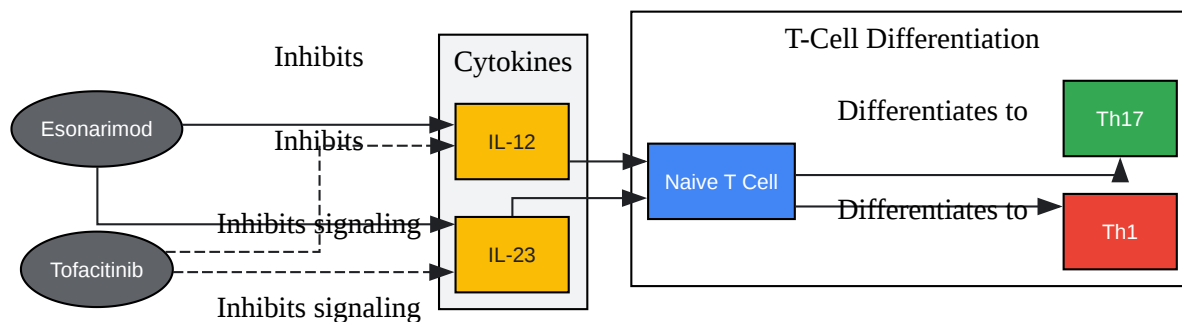 T-Cell Differentiation
Inhibits
Cytokines
Differentiates to
Th17
Esonarimod
Inhibits
IL-12
Naive T Cell
Inhibits signaling
Differentiates to
Th1
IL-23
Tofacitinib
Inhibits signaling